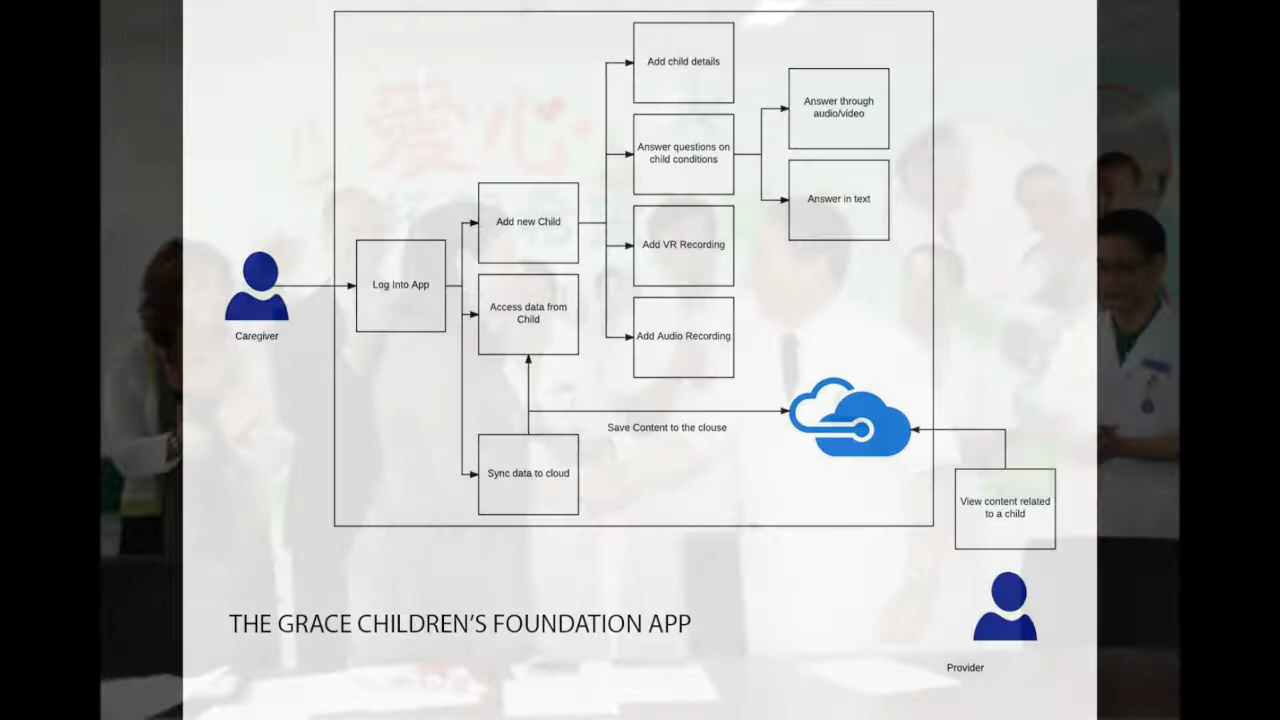 Add child details
Answer through
audio/video
Answer questions on
child conditions
Answer in text
Add new Child
Add VR Recording
Log Into App
Access data from
Child
Add Audio Recording
Caregiver
Save Content to the clouse
Sync data to cloud
View content related
to a child
THE GRACE CHILDREN'S FOUNDATION APP
Provider
爱心